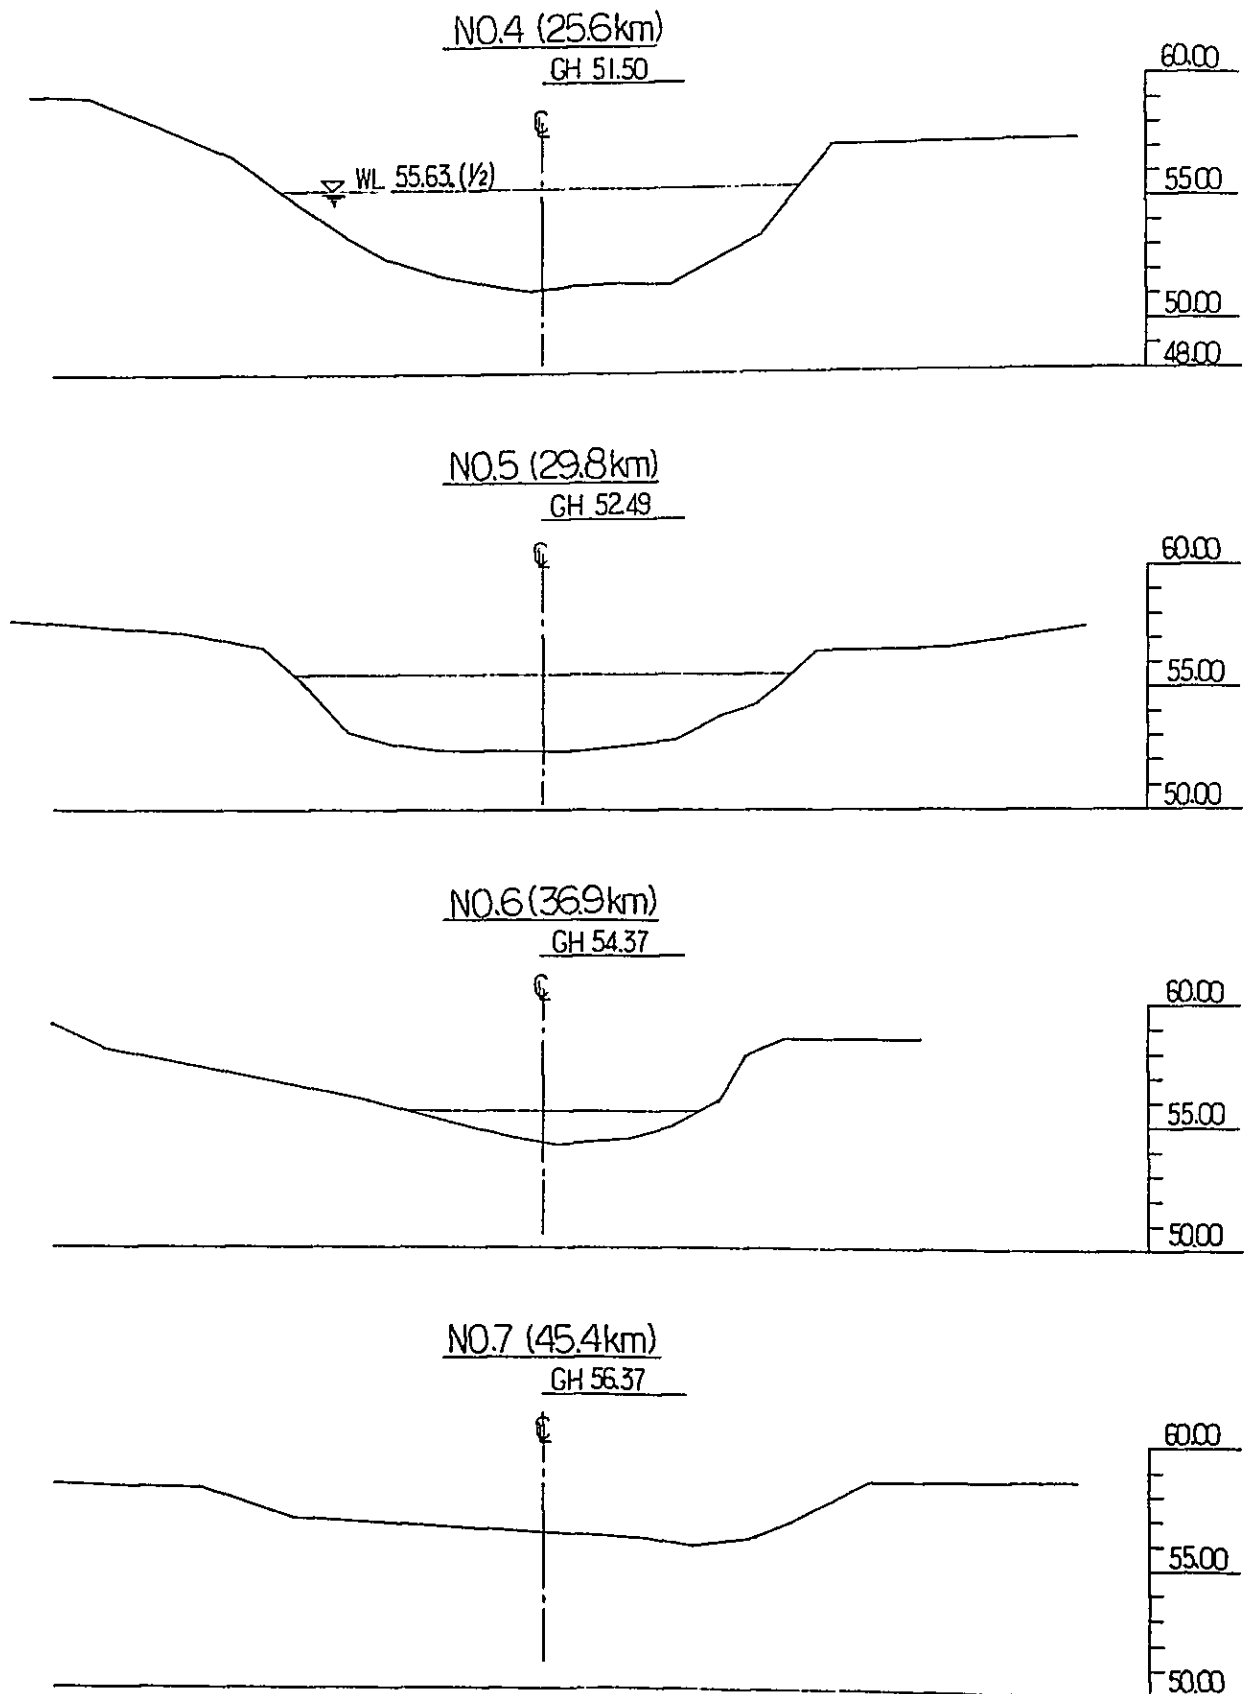 NO.4 (25.6km)
GH 51.50
℄
WL 55.63.(1/2)
60.00
55.00
50.00
48.00
NO.5 (29.8km)
GH 52.49
℄
60.00
55.00
50.00
NO.6 (36.9km)
GH 54.37
℄
60.00
55.00
50.00
NO.7 (45.4km)
GH 56.37
℄
60.00
55.00
50.00